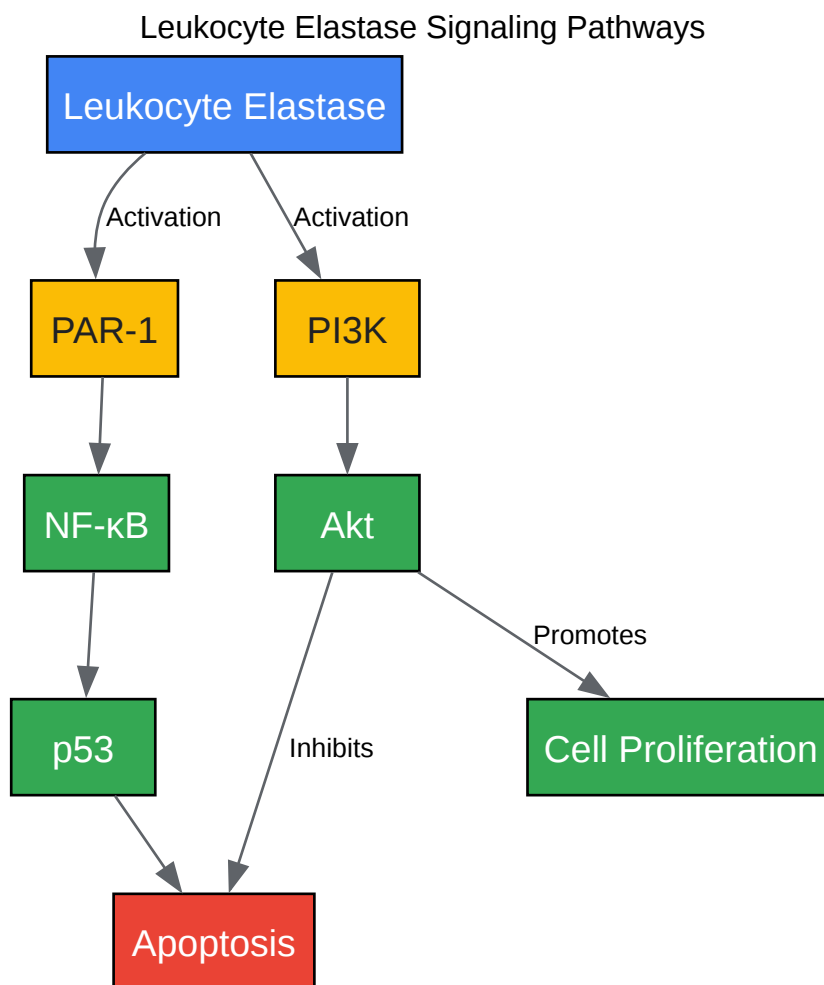 Leukocyte Elastase Signaling Pathways
Leukocyte Elastase
Activation
Activation
PAR-1
PI3K
NF-κB
Akt
Promotes
p53
Inhibits
Cell Proliferation
Apoptosis